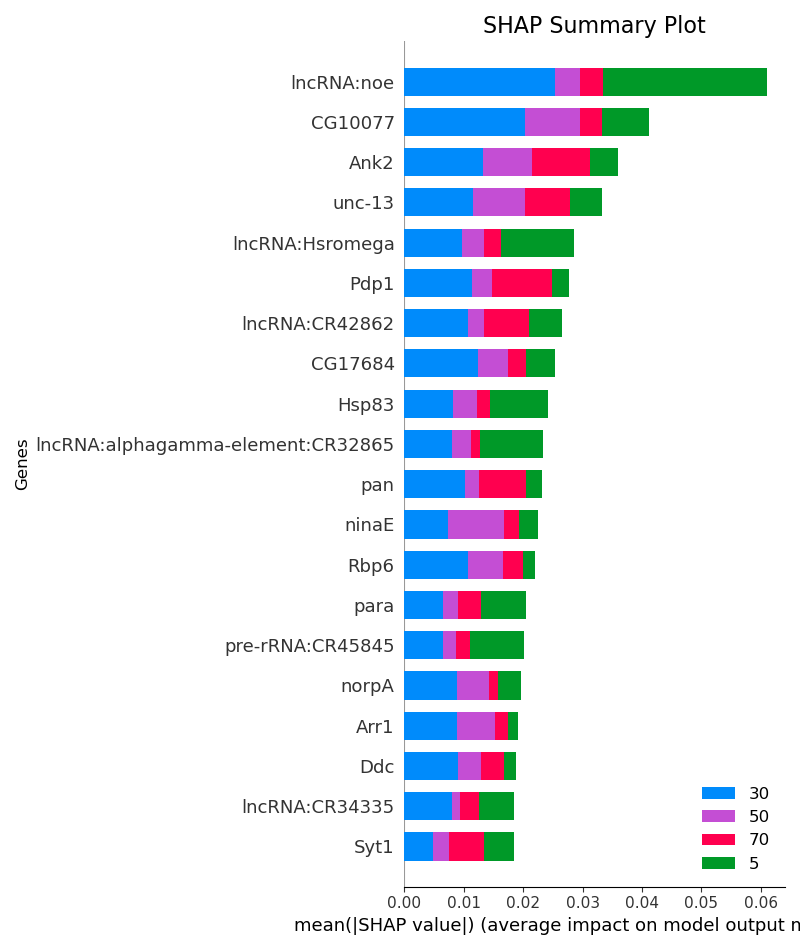 SHAP Summary Plot
Genes
lncRNA:noe
CG10077
Ank2
unc-13
lncRNA:Hsromega
Pdp1
lncRNA:CR42862
CG17684
Hsp83
lncRNA:alphagamma-element:CR32865
pan
ninaE
Rbp6
para
pre-rRNA:CR45845
norpA
Arr1
Ddc
lncRNA:CR34335
Syt1
30
50
70
5
0.00 0.01 0.02 0.03 0.04 0.05 0.06
mean(|SHAP value|) (average impact on model output